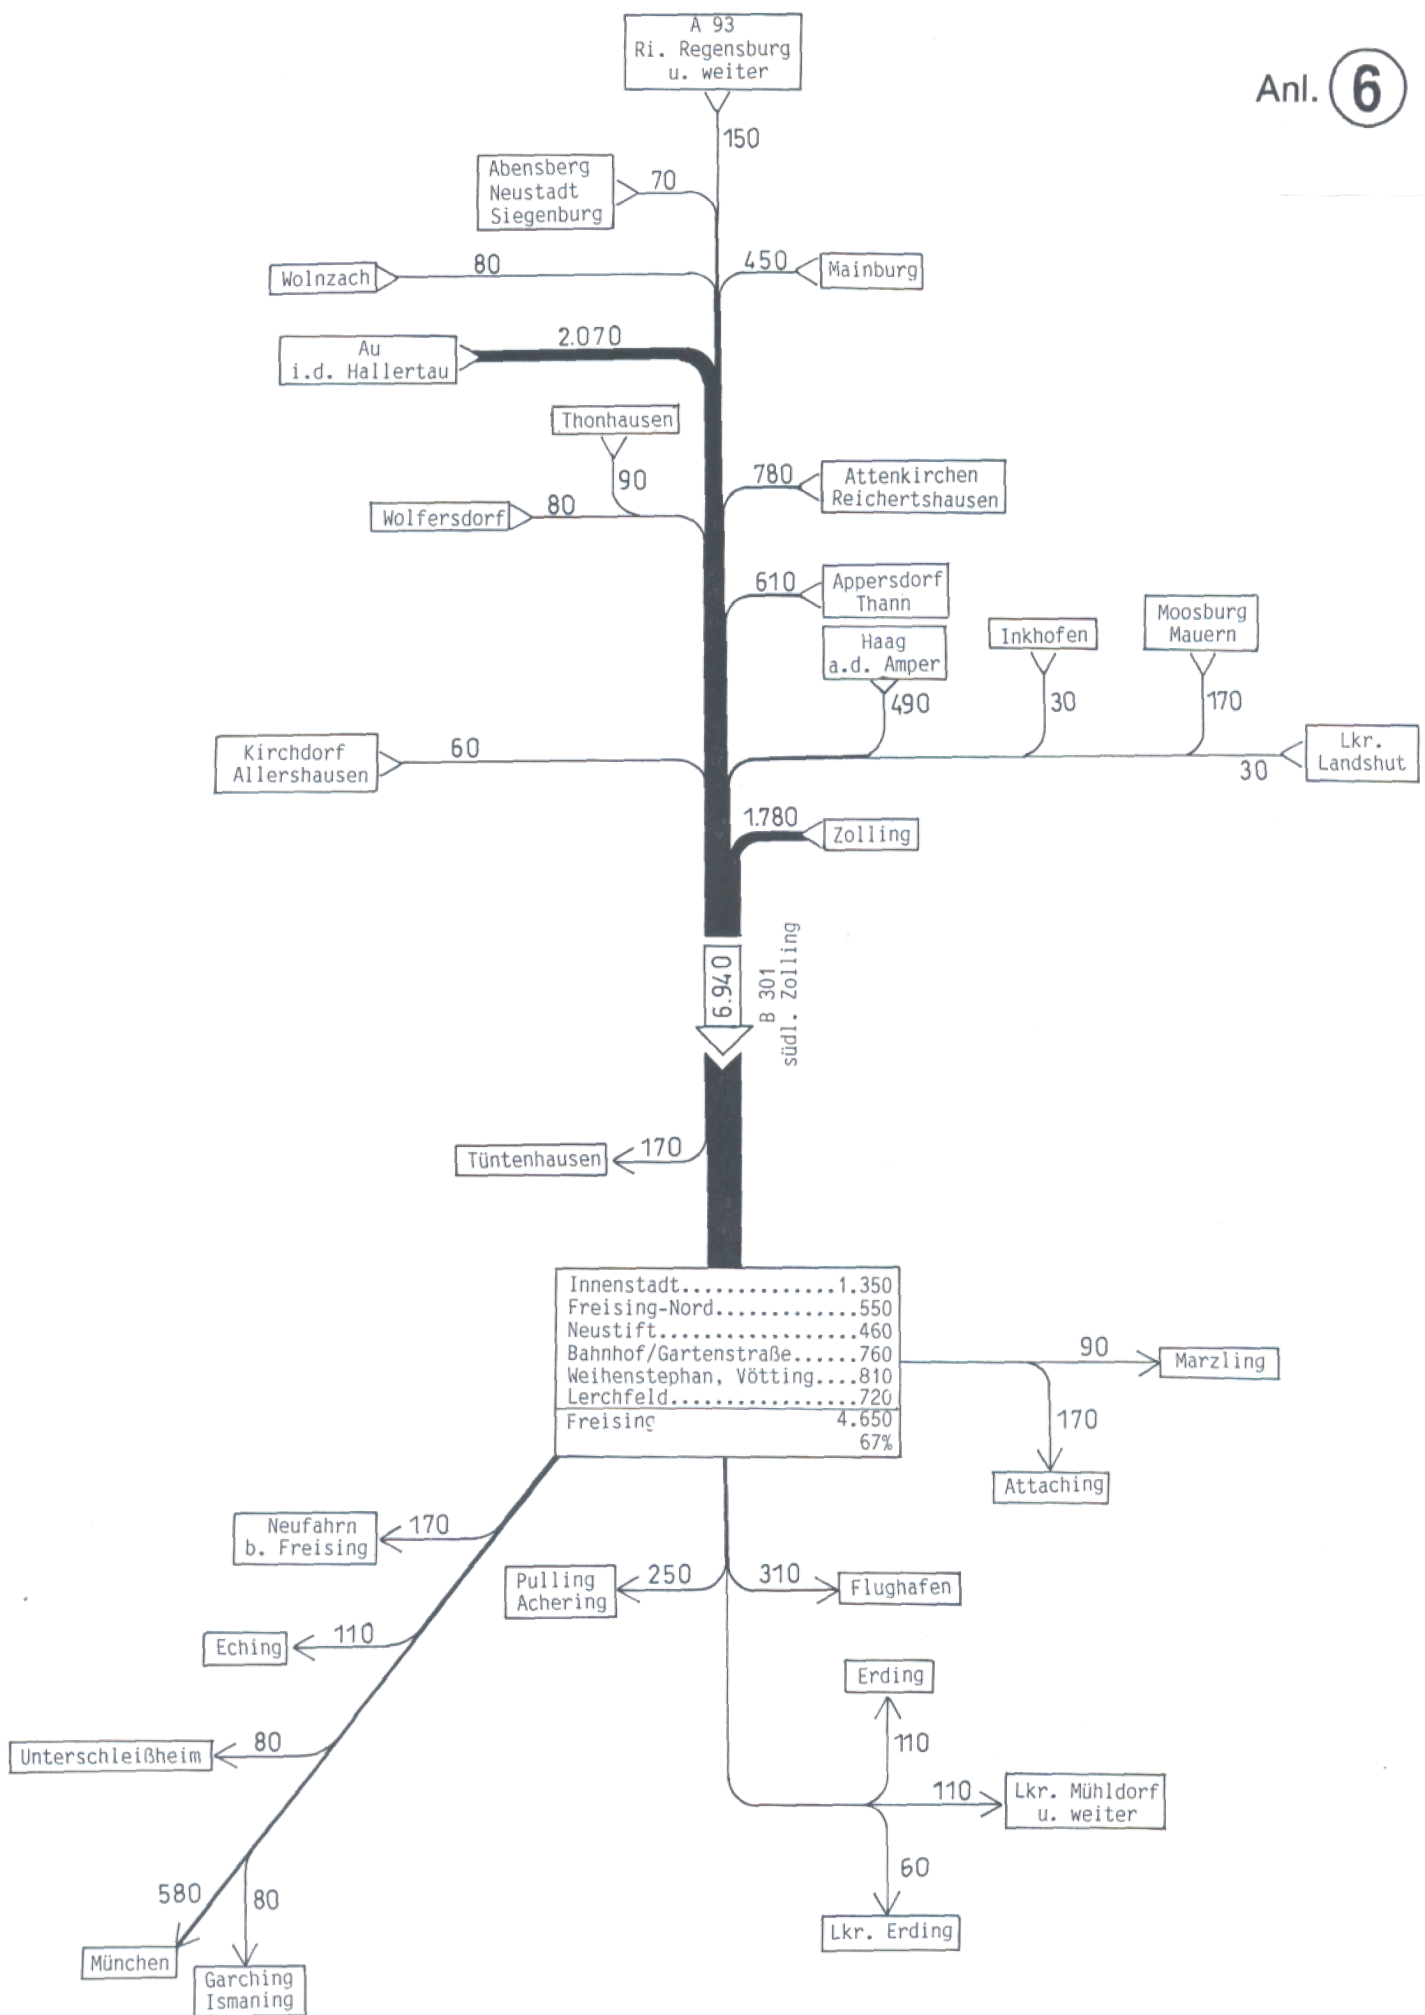 A 93
Ri. Regensburg
u. weiter
Anl. 6
150
Abensberg
Neustadt
Siegenburg
70
Wolnzach
80
450
Mainburg
Au
i.d. Hallertau
2.070
Thonhausen
90
Wolfersdorf
80
780
Attenkirchen
Reichertshausen
610
Appersdorf
Thann
Haag
a.d. Amper
490
Inkhofen
30
Moosburg
Mauern
170
Lkr.
Landshut
30
Kirchdorf
Allershausen
60
1.780
Zolling
6.940
B 301
südl. Zolling
Tüntenhausen
170
Innenstadt..............1.350
Freising-Nord.............550
Neustift..................460
Bahnhof/Gartenstraße......760
Weihenstephan, Vötting....810
Lerchfeld.................720
Freising 4.650
67%
90
Marzling
170
Attaching
Neufahrn
b. Freising
170
Pulling
Achering
250
310
Flughafen
Eching
110
Erding
110
Unterschleißheim
80
110
Lkr. Mühldorf
u. weiter
60
Lkr. Erding
580
80
München
Garching
Ismaning